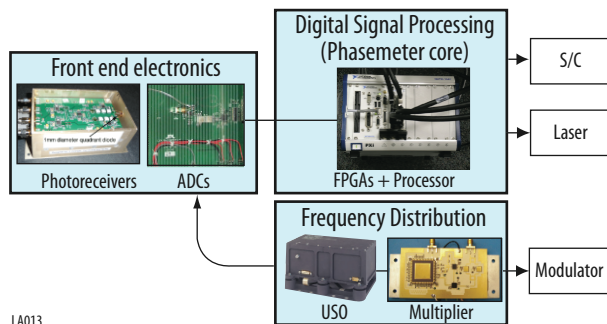 Digital Signal Processing
(Phasemeter core)
Front end electronics
1mm diameter quadrant diode
Photoreceivers
ADCs
FPGAs + Processor
S/C
Laser
Frequency Distribution
USO
Multiplier
Modulator
LA013